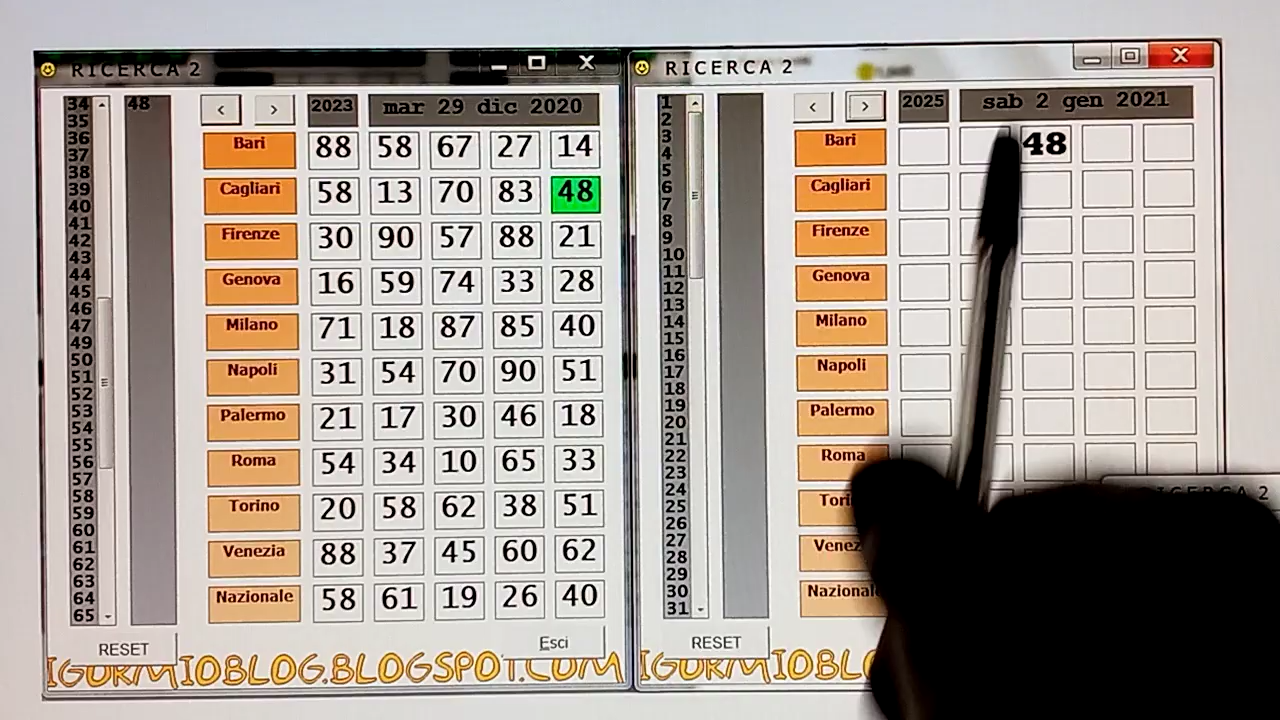 RICERCA 2
34 48 < > 2023 mar 29 dic 2020
35
36
37
38
39
40
41
42
43
44
45
46
47
49
50
51
52
53
54
55
56
57
58
59
60
61
62
63
64
65
Bari 88 58 67 27 14
Cagliari 58 13 70 83 48
Firenze 30 90 57 88 21
Genova 16 59 74 33 28
Milano 71 18 87 85 40
Napoli 31 54 70 90 51
Palermo 21 17 30 46 18
Roma 54 34 10 65 33
Torino 20 58 62 38 51
Venezia 88 37 45 60 62
Nazionale 58 61 19 26 40
RESET Esci
IGORMIOBLOG.BLOGSPOT.COM
RICERCA 2
< > 2025 sab 2 gen 2021
1
2
3
4
5
6
7
8
9
10
11
12
13
14
15
16
17
18
19
20
21
22
23
24
25
26
27
28
29
30
31
Bari 48
Cagliari
Firenze
Genova
Milano
Napoli
Palermo
Roma
Tori
Venez
Nazional
RESET
IGORMIOBLO
RICERCA 2